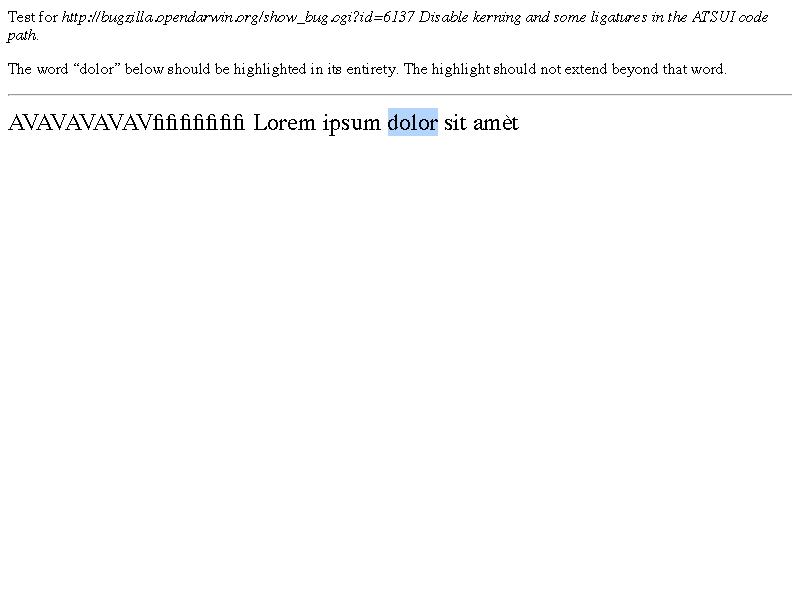 Test for http://bugzilla.opendarwin.org/show_bug.cgi?id=6137 Disable kerning and some ligatures in the ATSUI code
path.
The word “dolor” below should be highlighted in its entirety. The highlight should not extend beyond that word.
AVAVAVAVAVfifififififififi Lorem ipsum dolor sit amèt